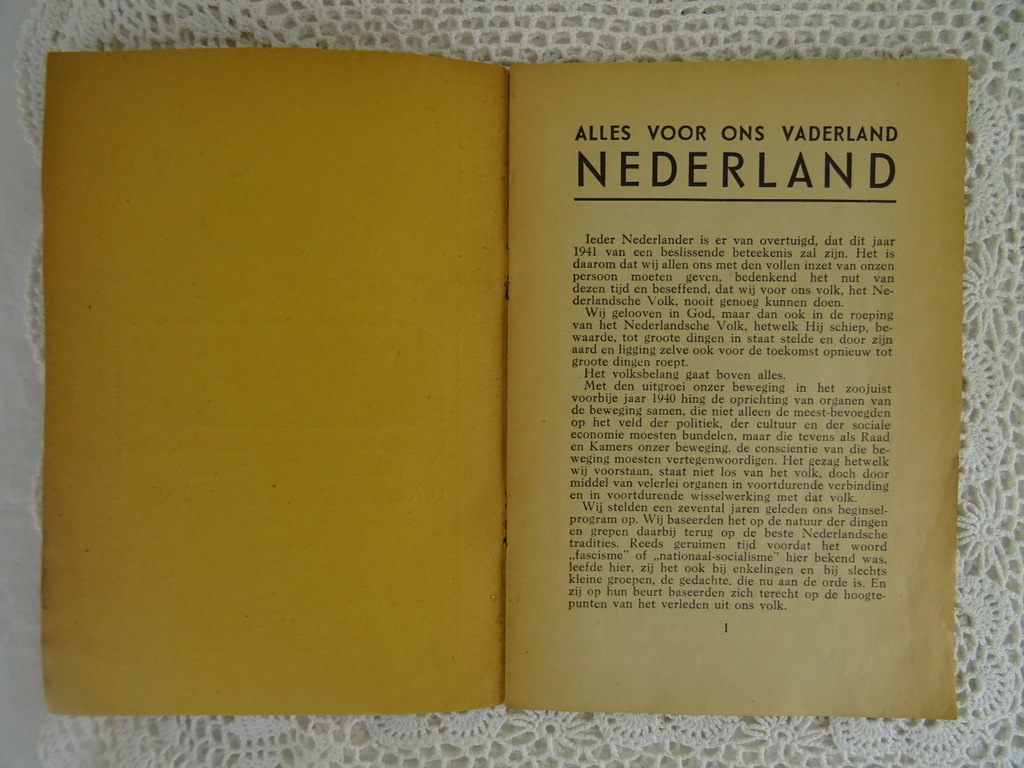 ALLES VOOR ONS VADERLAND
NEDERLAND
Ieder Nederlander is er van overtuigd, dat dit jaar
1941 van een beslissende beteekenis zal zijn. Het is
daarom dat wij allen ons met den vollen inzet van onzen
persoon moeten geven, bedenkend het nut van
dezen tijd en beseffend, dat wij voor ons volk, het Ne-
derlandsche Volk, nooit genoeg kunnen doen.
Wij gelooven in God, maar dan ook in de roeping
van het Nederlandsche Volk, hetwelk Hij schiep, be-
waarde, tot groote dingen in staat stelde en door zijn
aard en ligging zelve ook voor de toekomst opnieuw tot
groote dingen roept.
Het volksbelang gaat boven alles.
Met den uitgroei onzer beweging in het zoojuist
voorbije jaar 1940 hing de oprichting van organen van
de beweging samen, die niet alleen de meest-bevoegden
op het veld der politiek, der cultuur en der sociale
economie moesten bundelen, maar die tevens als Raad
en Kamers onzer beweging, de conscientie van die be-
weging moesten vertegenwoordigen. Het gezag hetwelk
wij voorstaan, staat niet los van het volk, doch door
middel van velerlei organen in voortdurende verbinding
en in voortdurende wisselwerking met dat volk.
Wij stelden een zevental jaren geleden ons beginsel-
program op. Wij baseerden het op de natuur der dingen
en grepen daarbij terug op de beste Nederlandsche
tradities. Reeds geruimen tijd voordat het woord
„fascisme” of „nationaal-socialisme” hier bekend was,
leefde hier, zij het ook bij enkelingen en bij slechts
kleine groepen, de gedachte, die nu aan de orde is. En
zij op hun beurt baseerden zich terecht op de hoogte-
punten van het verleden uit ons volk.
1